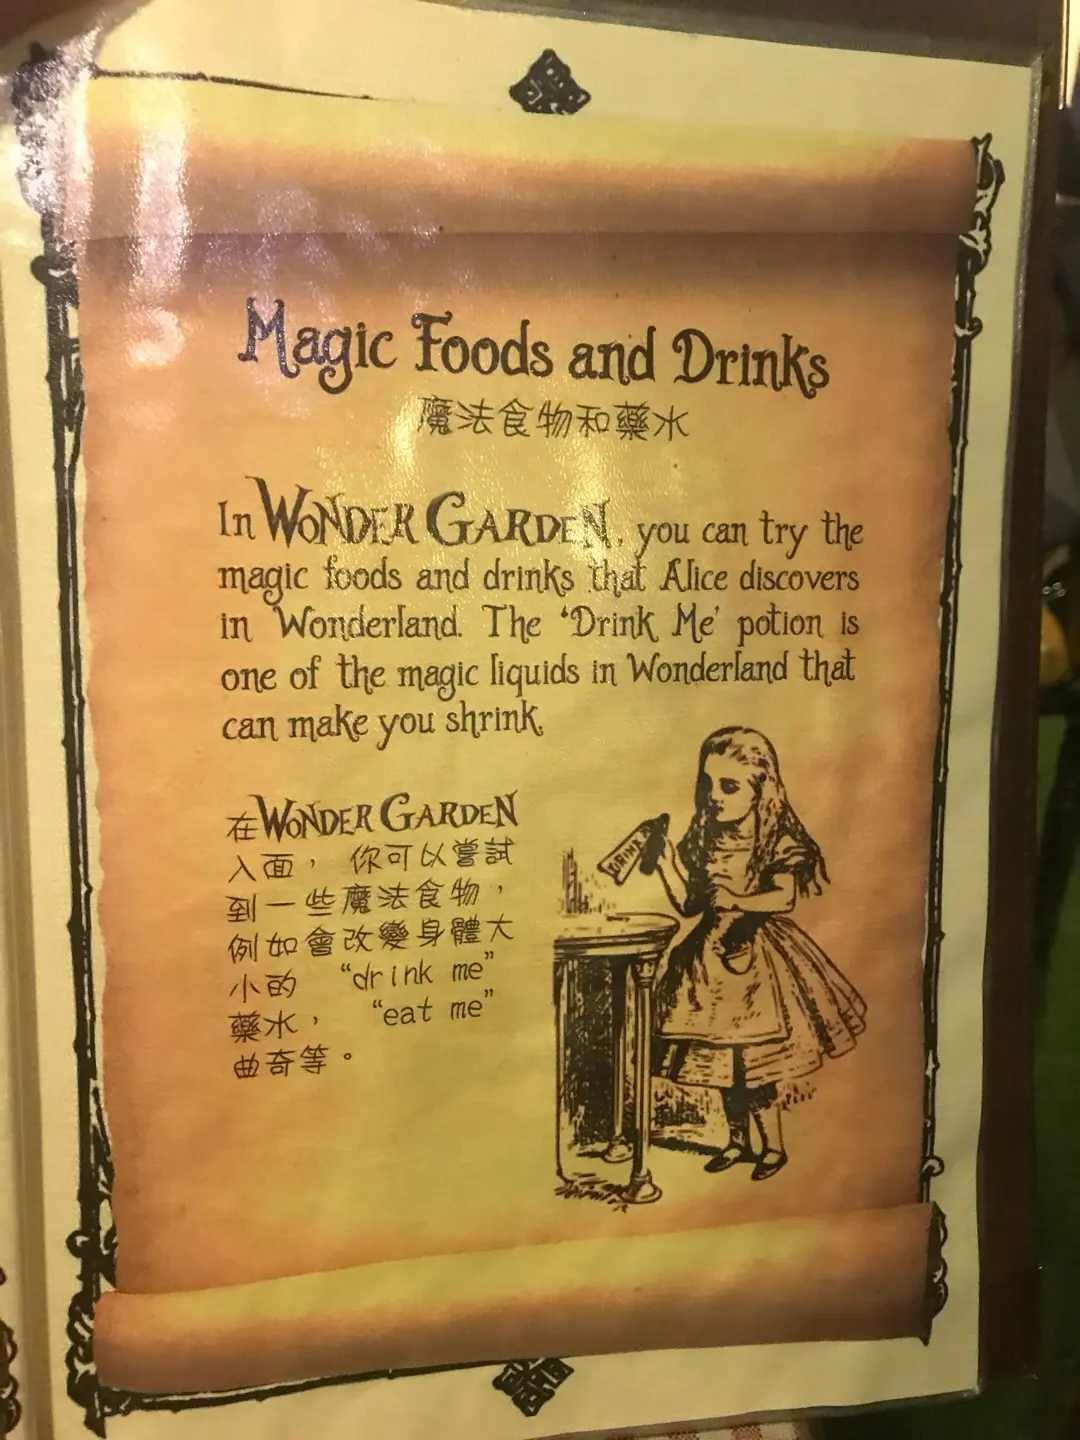 Magic Foods and Drinks
魔法食物和藥水
In WONDER GARDEN, you can try the
magic foods and drinks that Alice discovers
in Wonderland. The ‘Drink Me’ potion is
one of the magic liquids in Wonderland that
can make you shrink.
在WONDER GARDEN
入面，你可以嘗試
到一些魔法食物，
例如會改變身體大
小的 “drink me”
藥水， “eat me”
曲奇等。
DRINK